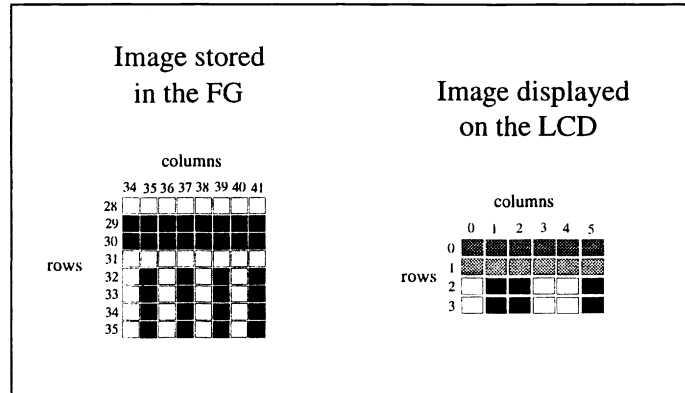 Image stored
in the FG
columns
34 35 36 37 38 39 40 41
28
29
30
31
rows
32
33
34
35
Image displayed
on the LCD
columns
0 1 2 3 4 5
0
1
rows
2
3